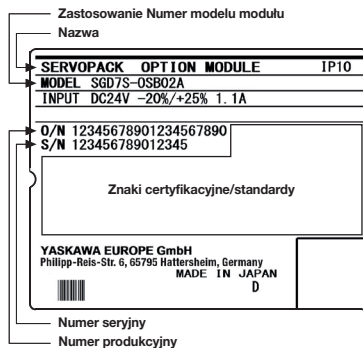 Zastosowanie Numer modelu modułu
Nazwa
SERVOPACK OPTION MODULE IP10
MODEL SGD7S-OSB02A
INPUT DC24V -20%/+25% 1.1A
O/N 12345678901234567890
S/N 123456789012345
Znaki certyfikacyjne/standardy
YASKAWA EUROPE GmbH
Philipp-Reis-Str. 6, 65795 Hattersheim, Germany
MADE IN JAPAN
D
Numer seryjny
Numer produkcyjny